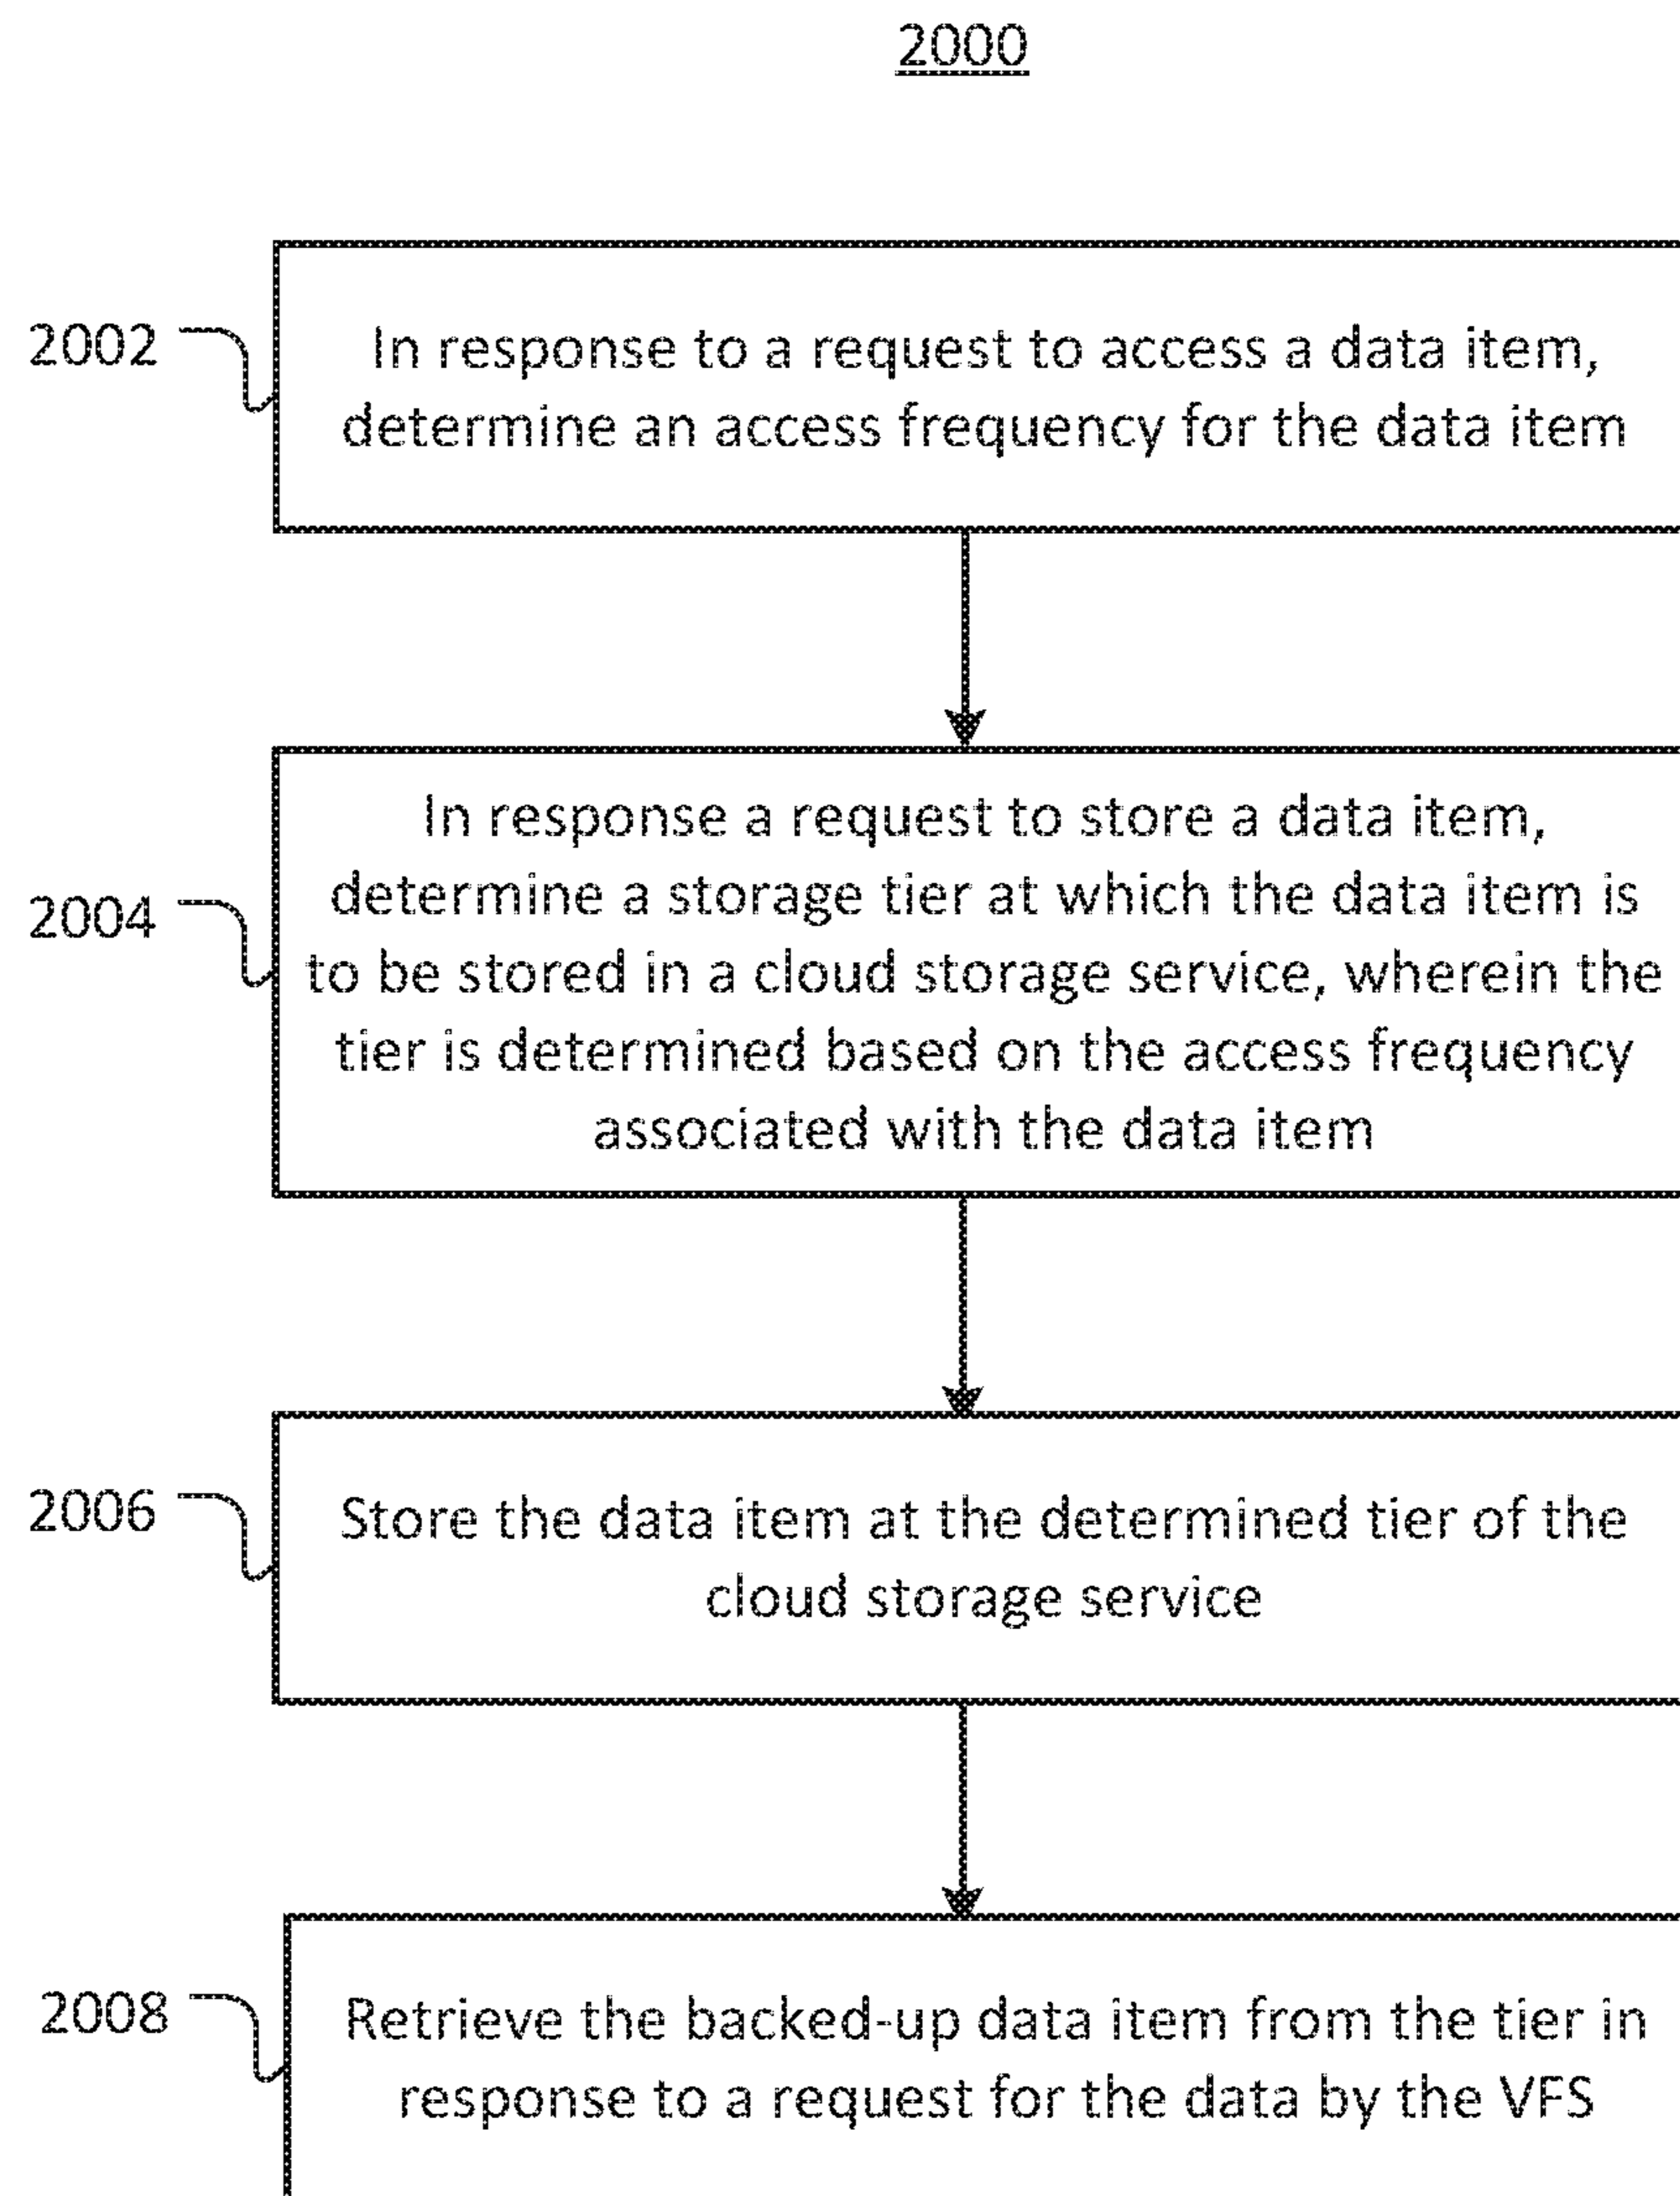 2000
2002
In response to a request to access a data item,
determine an access frequency for the data item
2004
In response a request to store a data item,
determine a storage tier at which the data item is
to be stored in a cloud storage service, wherein the
tier is determined based on the access frequency
associated with the data item
2006
Store the data item at the determined tier of the
cloud storage service
2008
Retrieve the backed-up data item from the tier in
response to a request for the data by the VFS